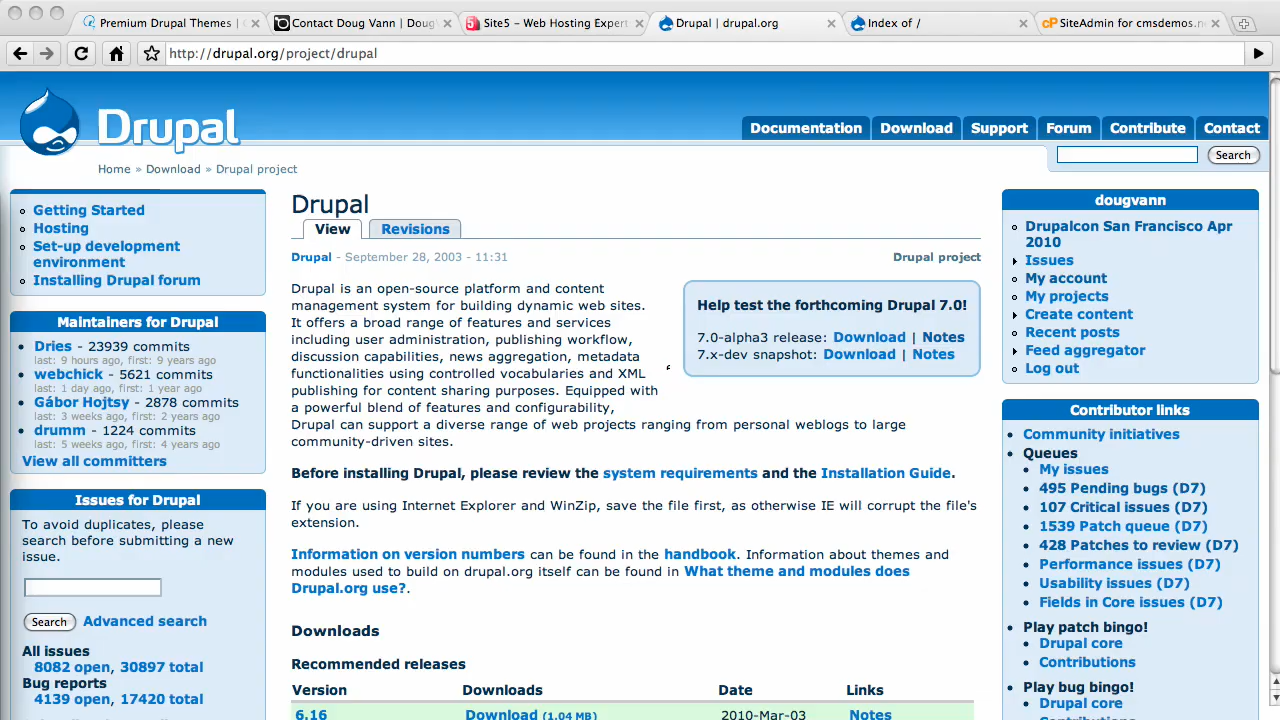 Premium Drupal Themes |
Contact Doug Vann | Doug
Site5 – Web Hosting Expert
Drupal | drupal.org
Index of /
cP SiteAdmin for cmsdemos.ne
http://drupal.org/project/drupal
Drupal
Documentation
Download
Support
Forum
Contribute
Contact
Search
Home » Download » Drupal project
Getting Started
Hosting
Set-up development
environment
Installing Drupal forum
Maintainers for Drupal
Dries - 23939 commits
last: 9 hours ago, first: 9 years ago
webchick - 5621 commits
last: 1 day ago, first: 1 year ago
Gábor Hojtsy - 2878 commits
last: 3 weeks ago, first: 2 years ago
drumm - 1224 commits
last: 5 weeks ago, first: 4 years ago
View all committers
Issues for Drupal
To avoid duplicates, please
search before submitting a new
issue.
Search
Advanced search
All issues
8082 open, 30897 total
Bug reports
4139 open, 17420 total
Drupal
View
Revisions
Drupal - September 28, 2003 - 11:31
Drupal project
Drupal is an open-source platform and content
management system for building dynamic web sites.
It offers a broad range of features and services
including user administration, publishing workflow,
discussion capabilities, news aggregation, metadata
functionalities using controlled vocabularies and XML
publishing for content sharing purposes. Equipped with
a powerful blend of features and configurability,
Drupal can support a diverse range of web projects ranging from personal weblogs to large
community-driven sites.
Help test the forthcoming Drupal 7.0!
7.0-alpha3 release: Download | Notes
7.x-dev snapshot: Download | Notes
Before installing Drupal, please review the system requirements and the Installation Guide.
If you are using Internet Explorer and WinZip, save the file first, as otherwise IE will corrupt the file's
extension.
Information on version numbers can be found in the handbook. Information about themes and
modules used to build on drupal.org itself can be found in What theme and modules does
Drupal.org use?.
Downloads
Recommended releases
Version Downloads Date Links
6.16 Download (1.04 MB) 2010-Mar-03 Notes
dougvann
Drupalcon San Francisco Apr
2010
Issues
My account
My projects
Create content
Recent posts
Feed aggregator
Log out
Contributor links
Community initiatives
Queues
My issues
495 Pending bugs (D7)
107 Critical issues (D7)
1539 Patch queue (D7)
428 Patches to review (D7)
Performance issues (D7)
Usability issues (D7)
Fields in Core issues (D7)
Play patch bingo!
Drupal core
Contributions
Play bug bingo!
Drupal core